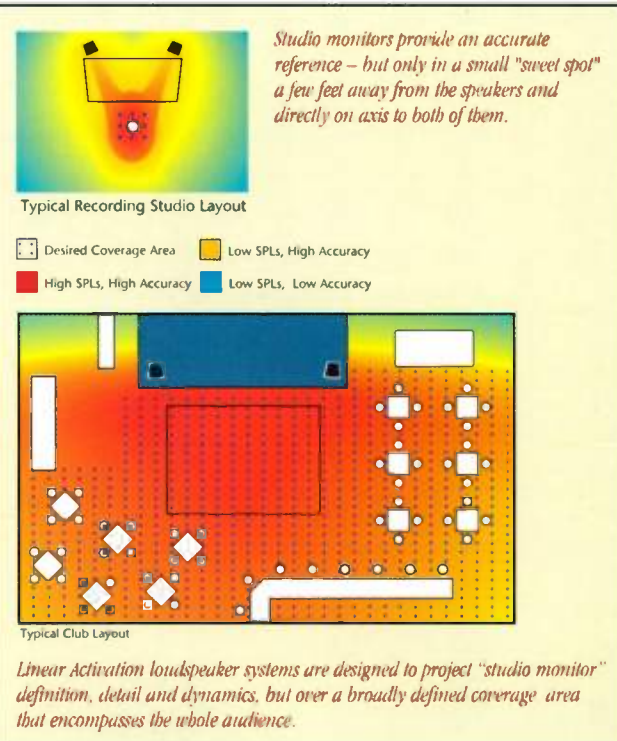 Studio monitors provide an accurate
reference – but only in a small "sweet spot"
a few feet away from the speakers and
directly on axis to both of them.
Typical Recording Studio Layout
Desired Coverage Area
Low SPLs, High Accuracy
High SPLs, High Accuracy
Low SPLs, Low Accuracy
Typical Club Layout
Linear Activation loudspeaker systems are designed to project "studio monitor"
definition, detail and dynamics, but over a broadly defined coverage area
that encompasses the whole audience.